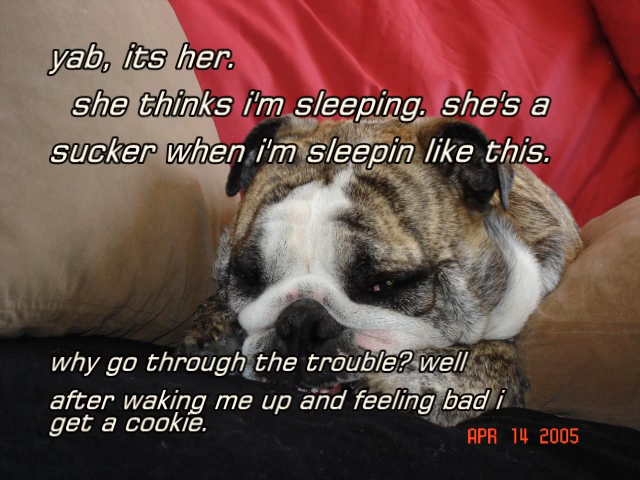 yab, its her.
she thinks i'm sleeping. she's a
sucker when i'm sleepin like this.
why go through the trouble? well
after waking me up and feeling bad i
get a cookie.
APR 14 2005